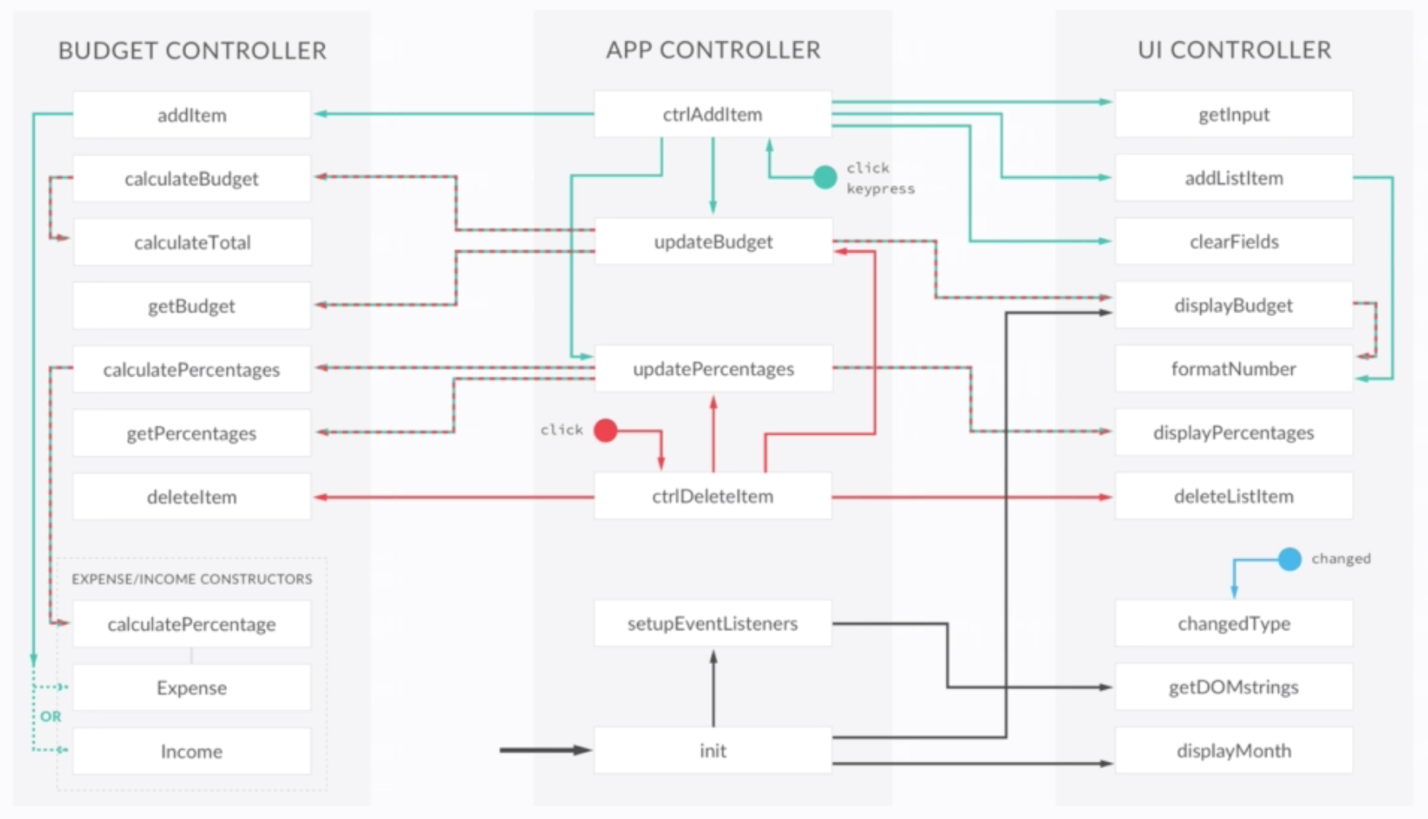 BUDGET CONTROLLER
addItem
calculateBudget
calculateTotal
getBudget
calculatePercentages
getPercentages
deleteItem
EXPENSE/INCOME CONSTRUCTORS
calculatePercentage
Expense
OR
Income
APP CONTROLLER
ctrlAddItem
click
keypress
updateBudget
updatePercentages
click
ctrlDeleteItem
setupEventListeners
init
UI CONTROLLER
getInput
addListItem
clearFields
displayBudget
formatNumber
displayPercentages
deleteListItem
changed
changedType
getDOMstrings
displayMonth